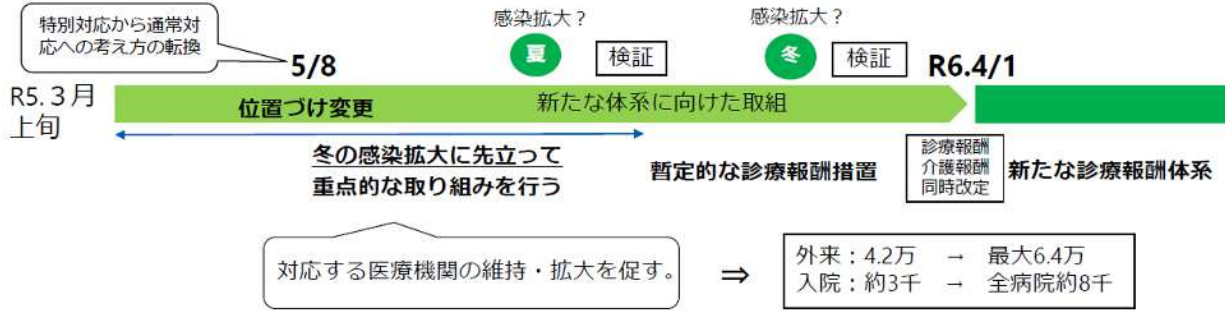 特別対応から通常対
応への考え方の転換
感染拡大?
感染拡大?
5/8
夏
検証
冬
検証
R6.4/1
R5.3月
上旬
位置づけ変更
新たな体系に向けた取組
冬の感染拡大に先立って
重点的な取り組みを行う
暫定的な診療報酬措置
診療報酬
介護報酬
同時改定
新たな診療報酬体系
対応する医療機関の維持・拡大を促す。
⇒
外来:4.2万 → 最大6.4万
入院:約3千 → 全病院約8千